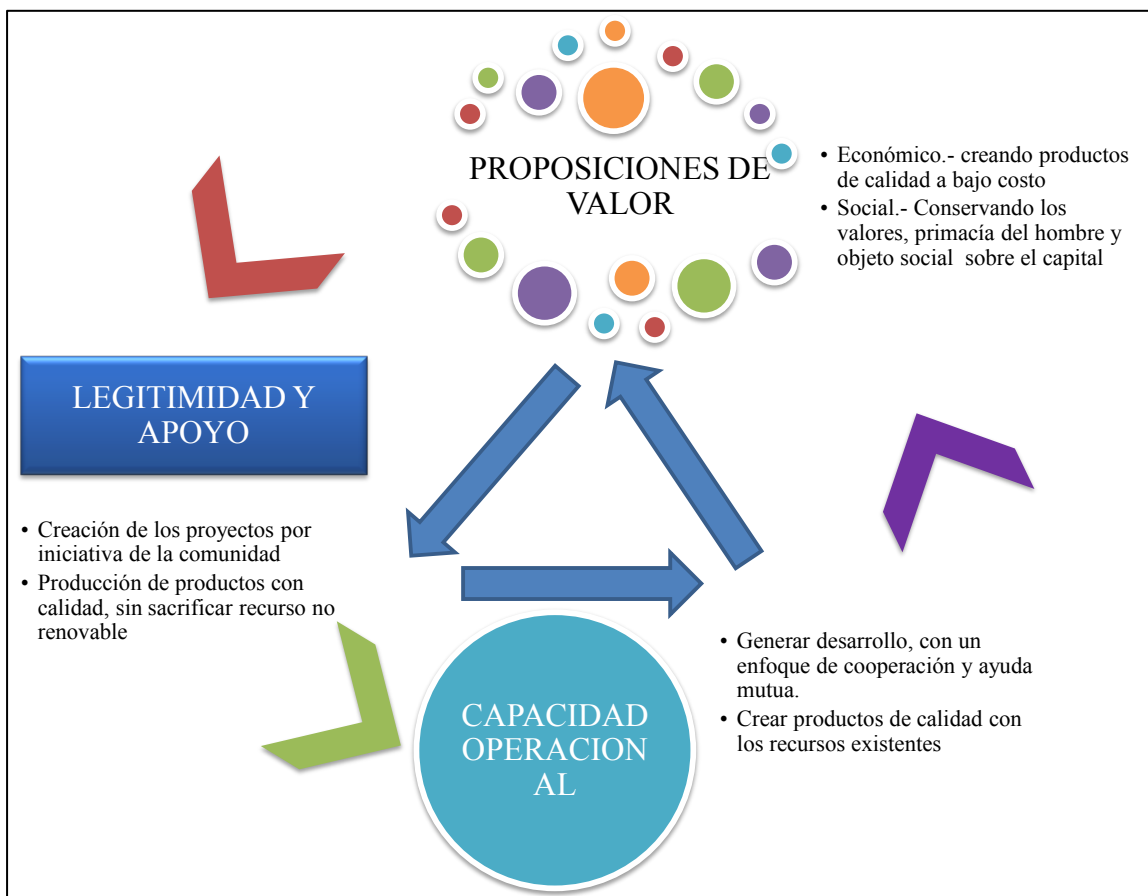 PROPOSICIONES DE
VALOR
• Económico.- creando productos
de calidad a bajo costo
• Social.- Conservando los
valores, primacía del hombre y
objeto social sobre el capital
LEGITIMIDAD Y
APOYO
• Creación de los proyectos por
iniciativa de la comunidad
• Producción de productos con
calidad, sin sacrificar recurso no
renovable
CAPACIDAD
OPERACION
AL
• Generar desarrollo, con un
enfoque de cooperación y ayuda
mutua.
• Crear productos de calidad con
los recursos existentes